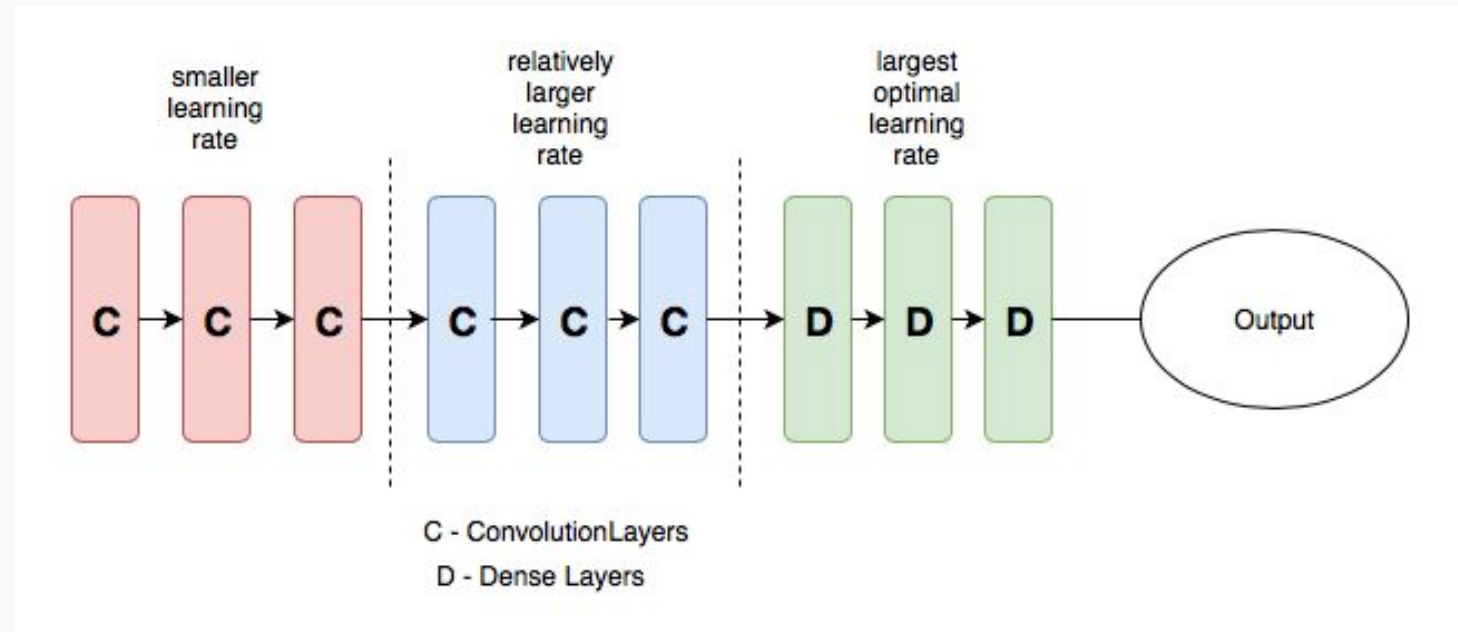 smaller
learning
rate
relatively
larger
learning
rate
largest
optimal
learning
rate
C
C
C
C
C
C
D
D
D
Output
C - ConvolutionLayers
D - Dense Layers